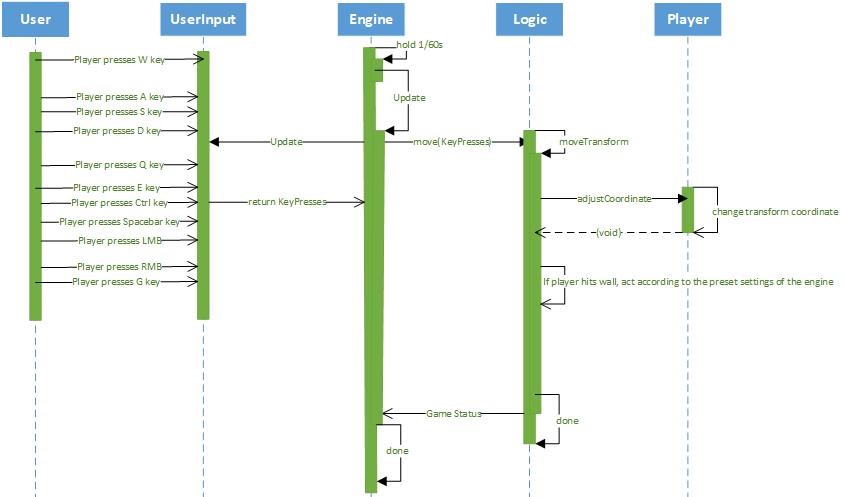 User
UserInput
Engine
Logic
Player
hold 1/60s
Player presses W key
Update
Player presses A key
Player presses S key
Player presses D key
Update
move(KeyPresses)
moveTransform
Player presses Q key
Player presses E key
Player presses Ctrl key
return KeyPresses
adjustCoordinate
change transform coordinate
Player presses Spacebar key
(void)
Player presses LMB
Player presses RMB
Player presses G key
If player hits wall, act according to the preset settings of the engine
Game Status
done
done